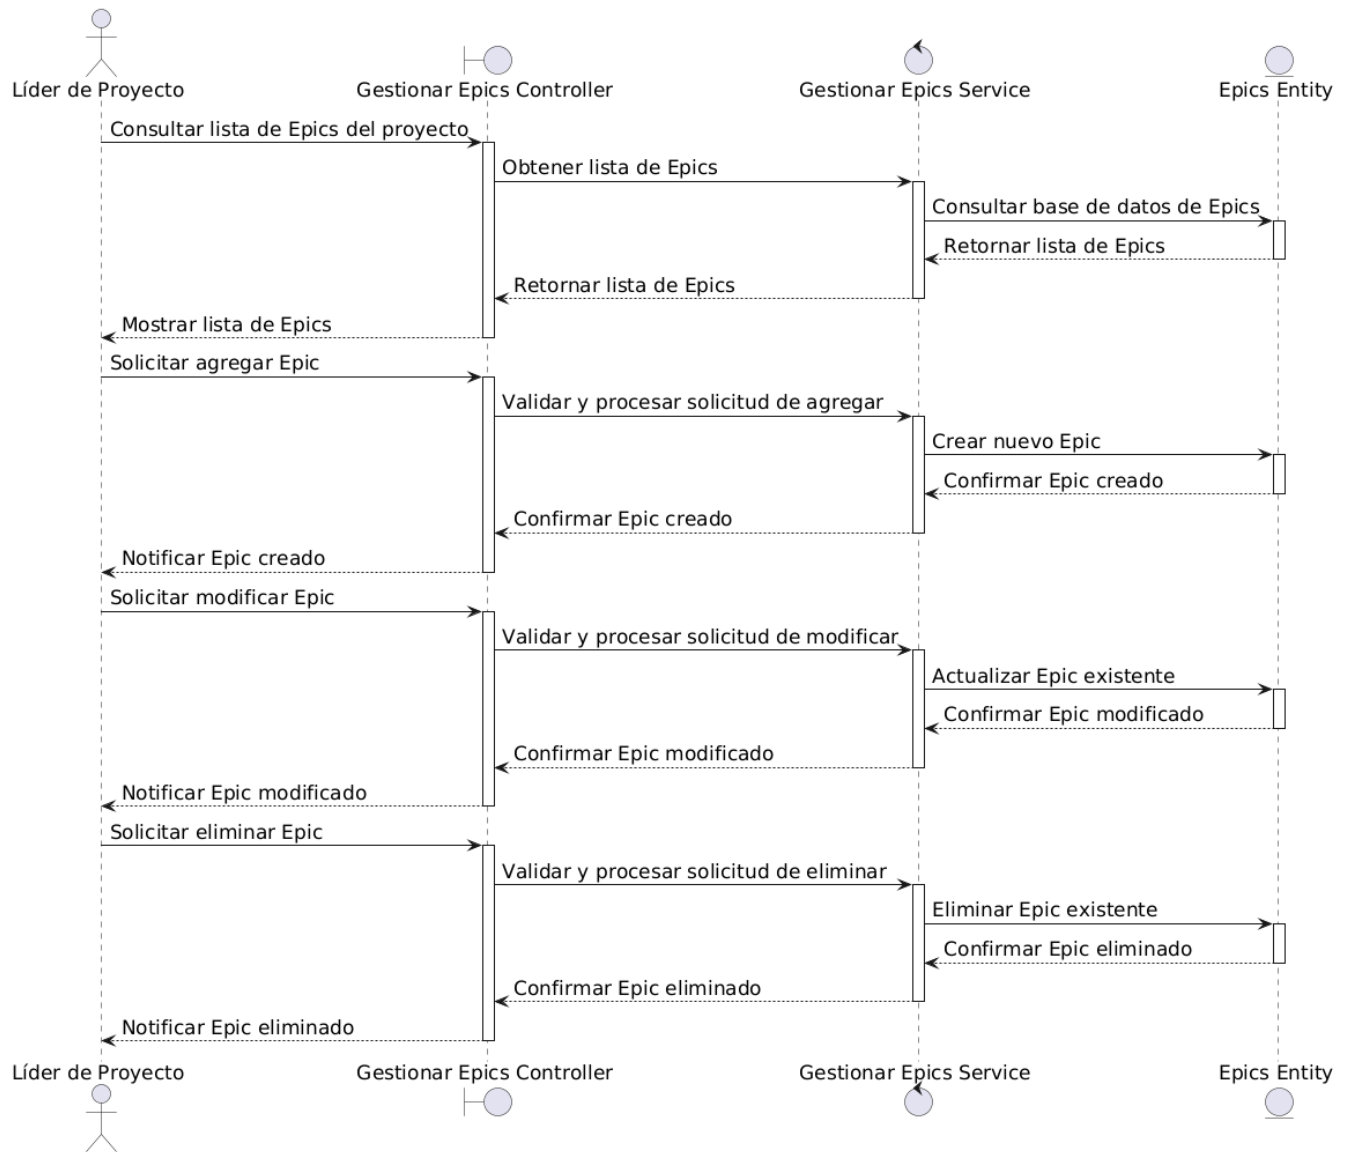 Líder de Proyecto
Gestionar Epics Controller
Gestionar Epics Service
Epics Entity
Consultar lista de Epics del proyecto
Obtener lista de Epics
Consultar base de datos de Epics
Retornar lista de Epics
Retornar lista de Epics
Mostrar lista de Epics
Solicitar agregar Epic
Validar y procesar solicitud de agregar
Crear nuevo Epic
Confirmar Epic creado
Confirmar Epic creado
Notificar Epic creado
Solicitar modificar Epic
Validar y procesar solicitud de modificar
Actualizar Epic existente
Confirmar Epic modificado
Confirmar Epic modificado
Notificar Epic modificado
Solicitar eliminar Epic
Validar y procesar solicitud de eliminar
Eliminar Epic existente
Confirmar Epic eliminado
Confirmar Epic eliminado
Notificar Epic eliminado
Líder de Proyecto
Gestionar Epics Controller
Gestionar Epics Service
Epics Entity